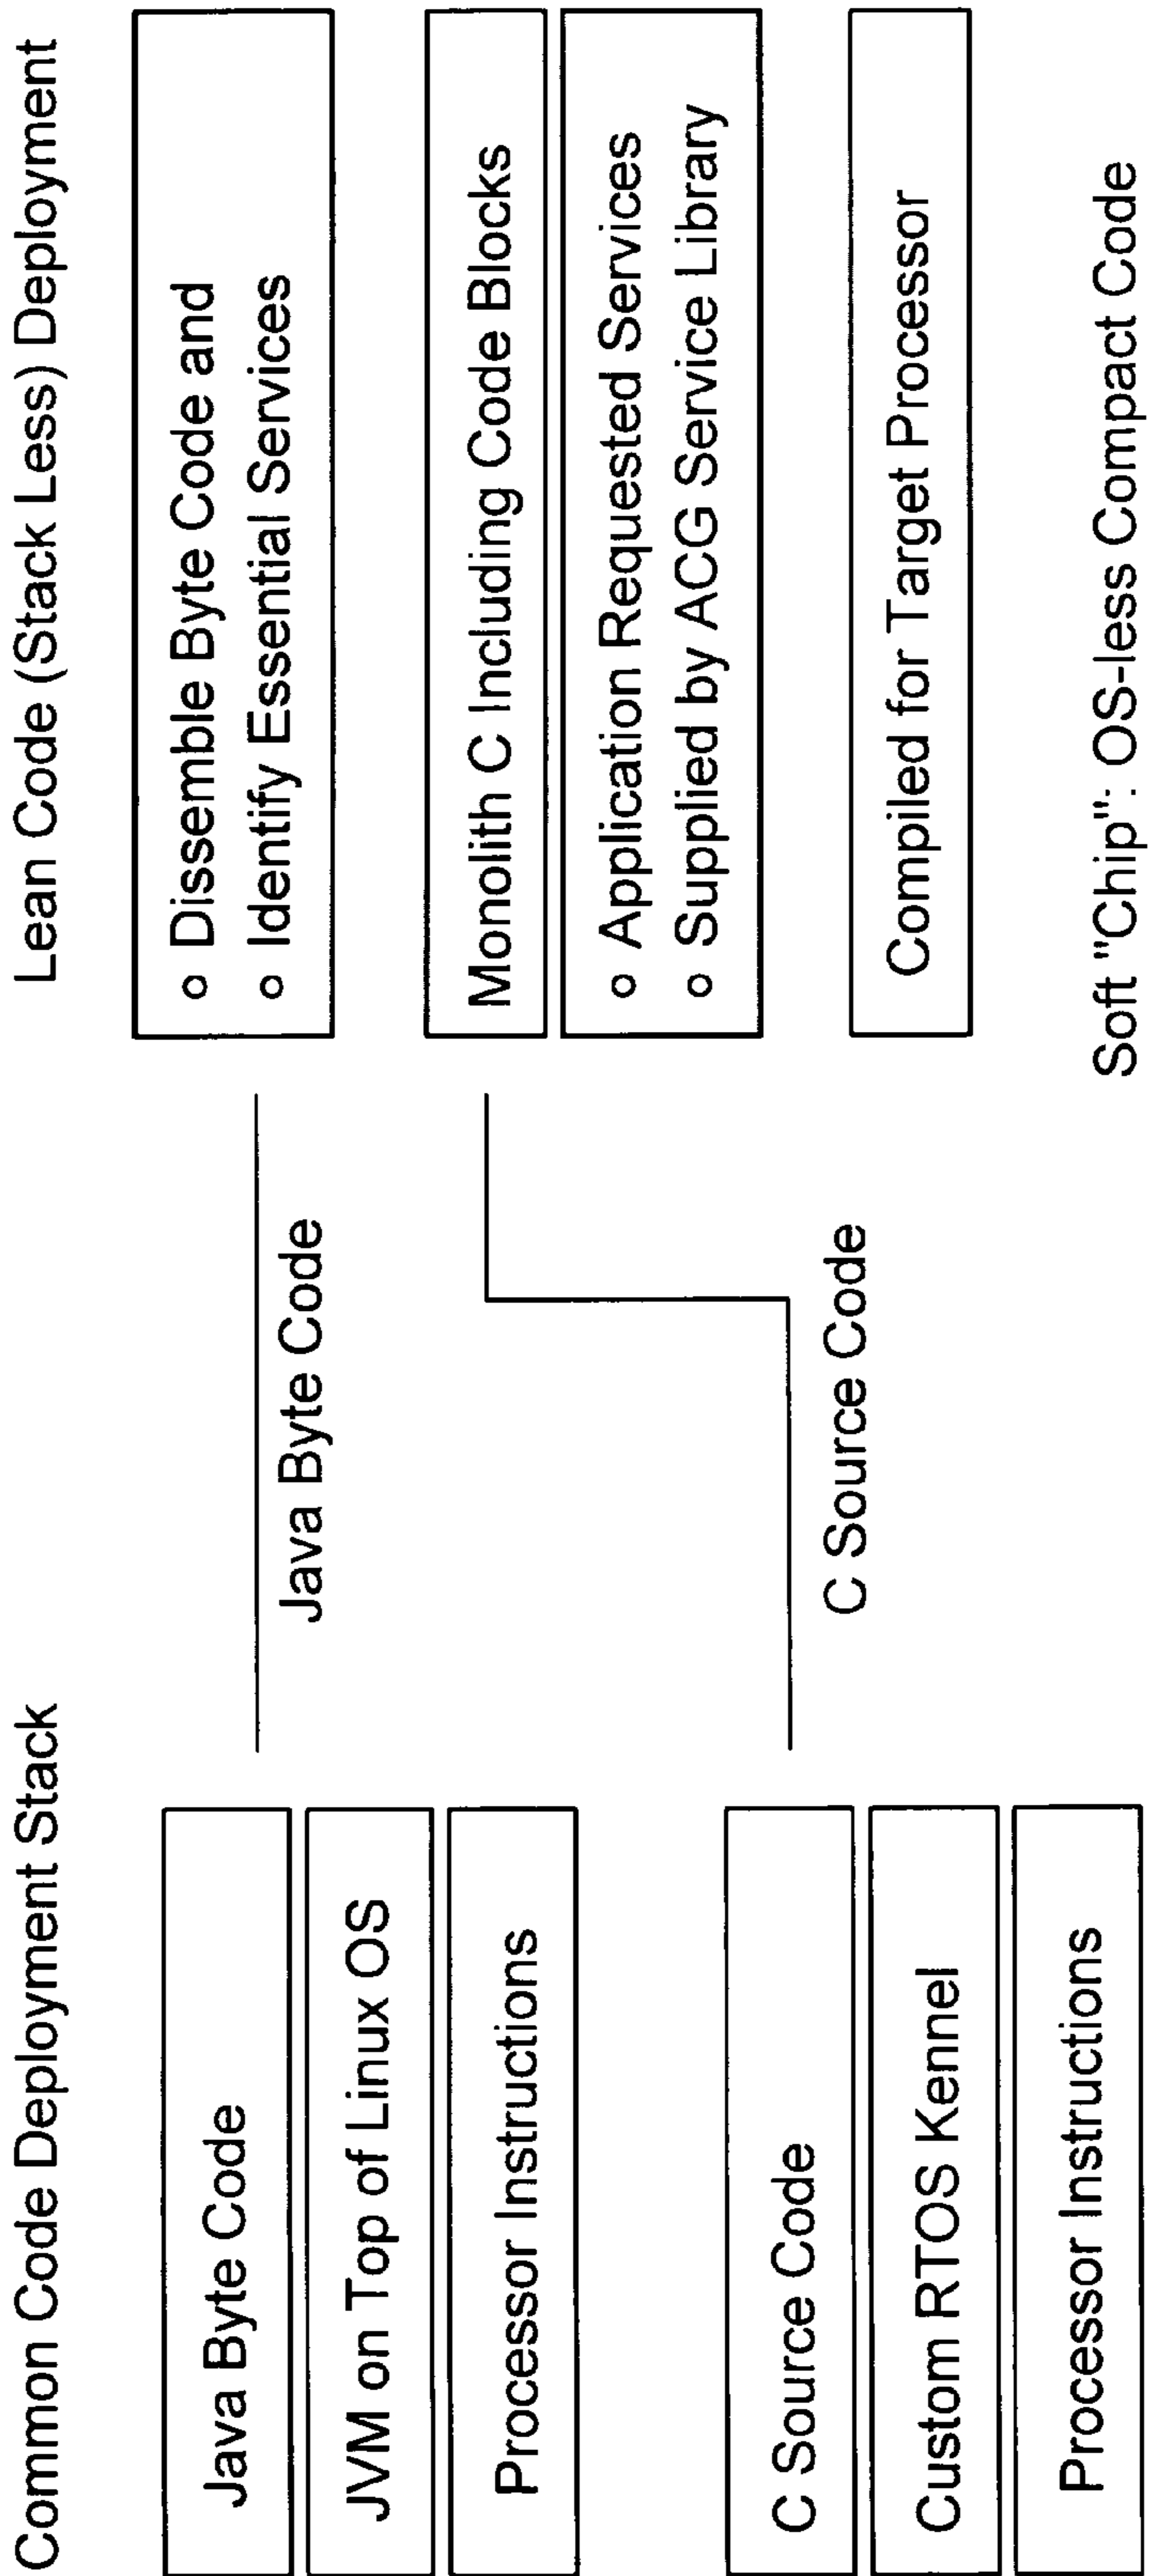 Common Code Deployment Stack
Java Byte Code
JVM on Top of Linux OS
Processor Instructions
C Source Code
Custom RTOS Kennel
Processor Instructions
Java Byte Code
C Source Code
Lean Code (Stack Less) Deployment
o Dissemble Byte Code and
o Identify Essential Services
Monolith C Including Code Blocks
o Application Requested Services
o Supplied by ACG Service Library
Compiled for Target Processor
Soft "Chip": OS-less Compact Code